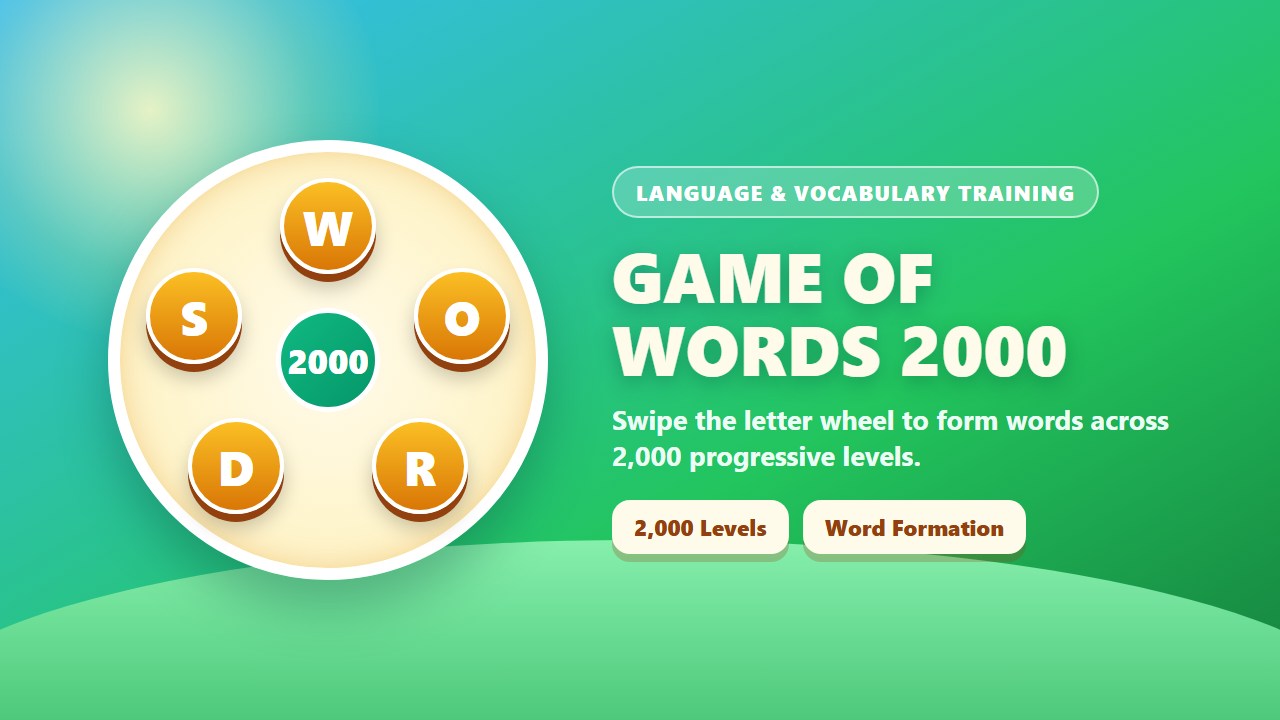 W
O
R
D
S
2000
LANGUAGE & VOCABULARY TRAINING
GAME OF
WORDS 2000
Swipe the letter wheel to form words across
2,000 progressive levels.
2,000 Levels
Word Formation